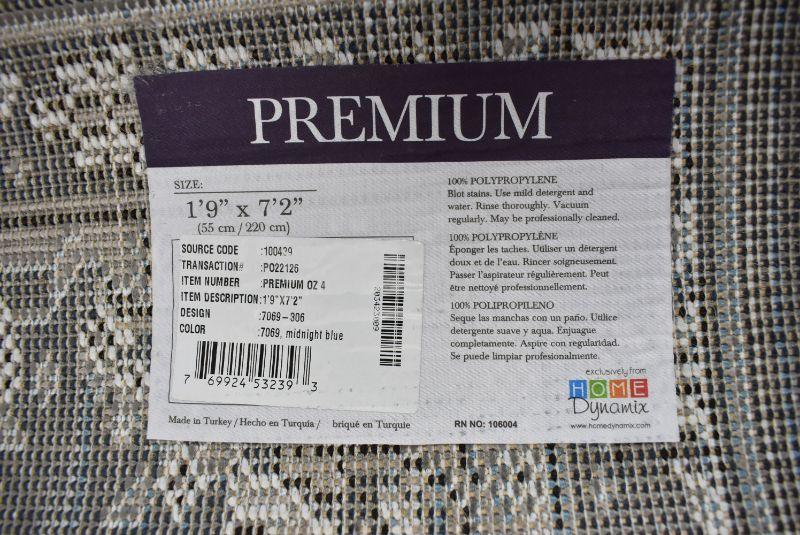 PREMIUM
SIZE:
1'9" x 7'2"
(55 cm / 220 cm)
SOURCE CODE :100439
TRANSACTION# :PO22126
ITEM NUMBER :PREMIUM OZ 4
ITEM DESCRIPTION:1'9"X7'2"
DESIGN :7069-306
COLOR :7069, midnight blue
7 69924 53239 3
Made in Turkey / Hecho en Turquía / briqué en Turquie
100% POLYPROPYLENE
Blot stains. Use mild detergent and
water. Rinse thoroughly. Vacuum
regularly. May be professionally cleaned.
100% POLYPROPYLÈNE
Éponger les taches. Utiliser un détergent
doux et de l'eau. Rincer soigneusement.
Passer l'aspirateur régulièrement. Peut
être nettoyé professionnellement.
100% POLIPROPILENO
Seque las manchas con un paño. Utilice
detergente suave y aqua. Enjuague
completamente. Aspire con regularidad.
Se puede limpiar profesionalmente.
exclusively from
HOME
Dynamix
www.homedynamix.com
RN NO: 106004